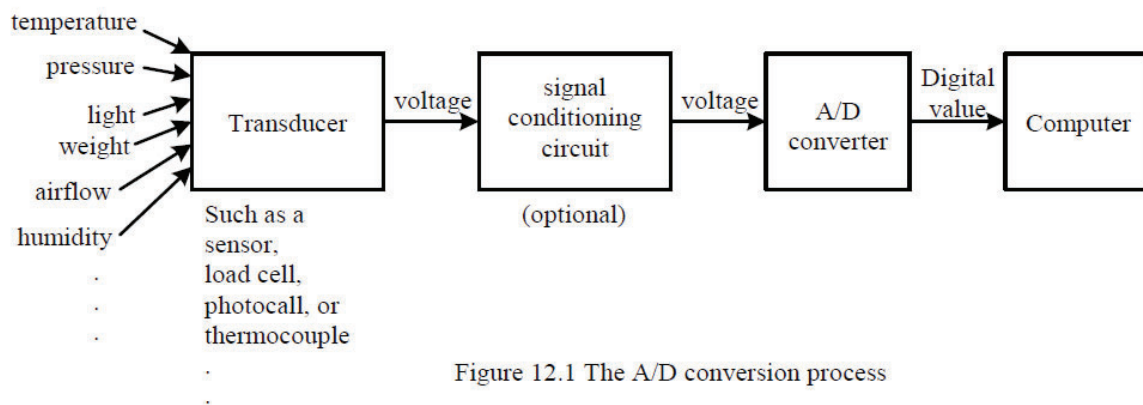 temperature
pressure
light
weight
airflow
humidity
.
.
.
Transducer
Such as a
sensor,
load cell,
photocall, or
thermocouple
.
.
voltage
signal
conditioning
circuit
(optional)
voltage
A/D
converter
Digital
value
Computer
Figure 12.1 The A/D conversion process